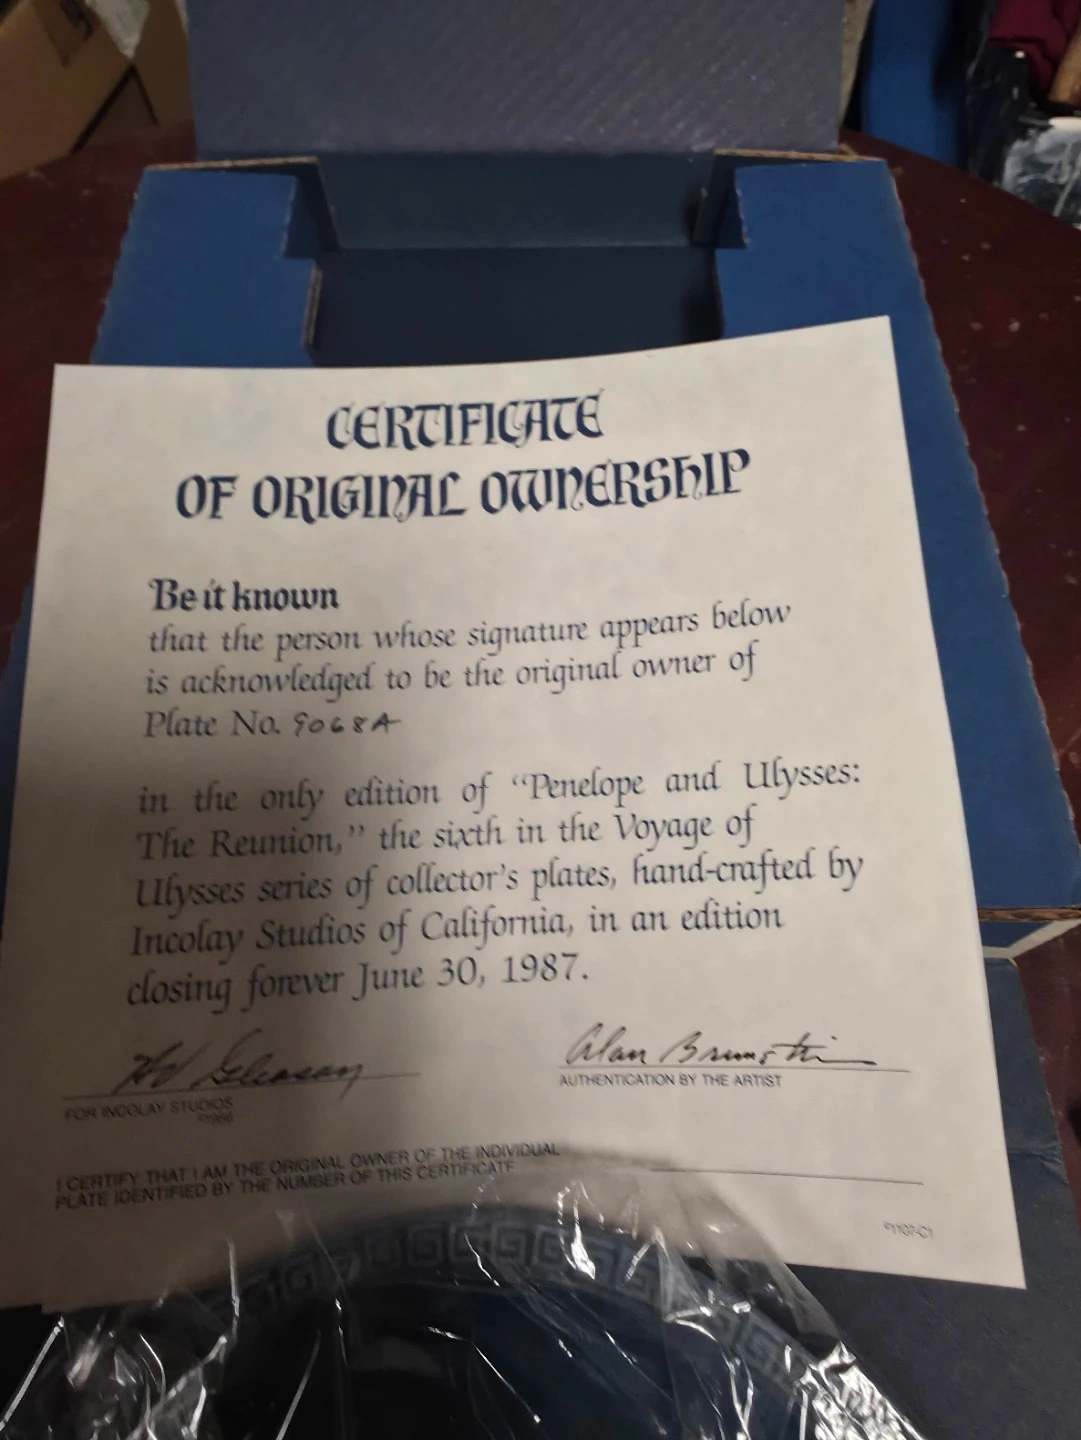 CERTIFICATE
OF ORIGINAL OWNERSHIP
Be it known
that the person whose signature appears below
is acknowledged to be the original owner of
Plate No. 9068A
in the only edition of “Penelope and Ulysses:
The Reunion,” the sixth in the Voyage of
Ulysses series of collector's plates, hand-crafted by
Incolay Studios of California, in an edition
closing forever June 30, 1987.
Gleason
Alan Brunettin
FOR INCOLAY STUDIOS
©1986
AUTHENTICATION BY THE ARTIST
I CERTIFY THAT I AM THE ORIGINAL OWNER OF THE INDIVIDUAL
PLATE IDENTIFIED BY THE NUMBER OF THIS CERTIFICATE